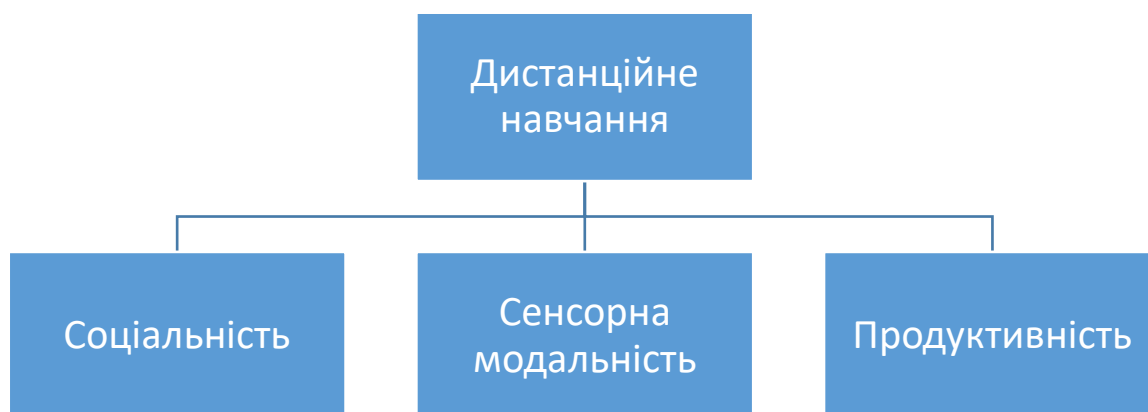 Дистанційне
навчання
Соціальність
Сенсорна
модальність
Продуктивність